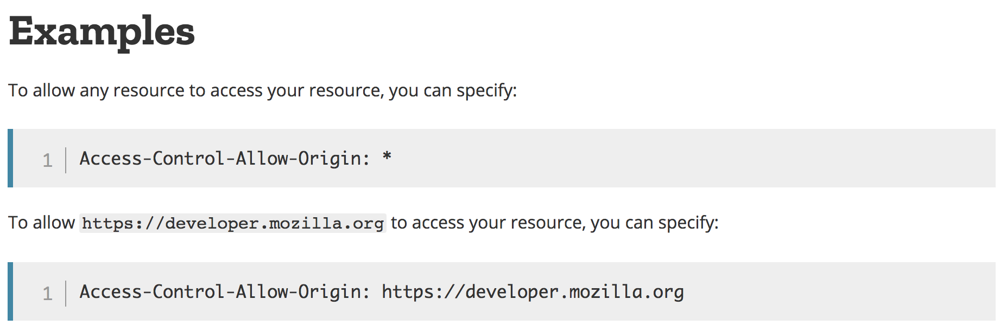 Examples
To allow any resource to access your resource, you can specify:
1 Access-Control-Allow-Origin: *
To allow https://developer.mozilla.org to access your resource, you can specify:
1 Access-Control-Allow-Origin: https://developer.mozilla.org